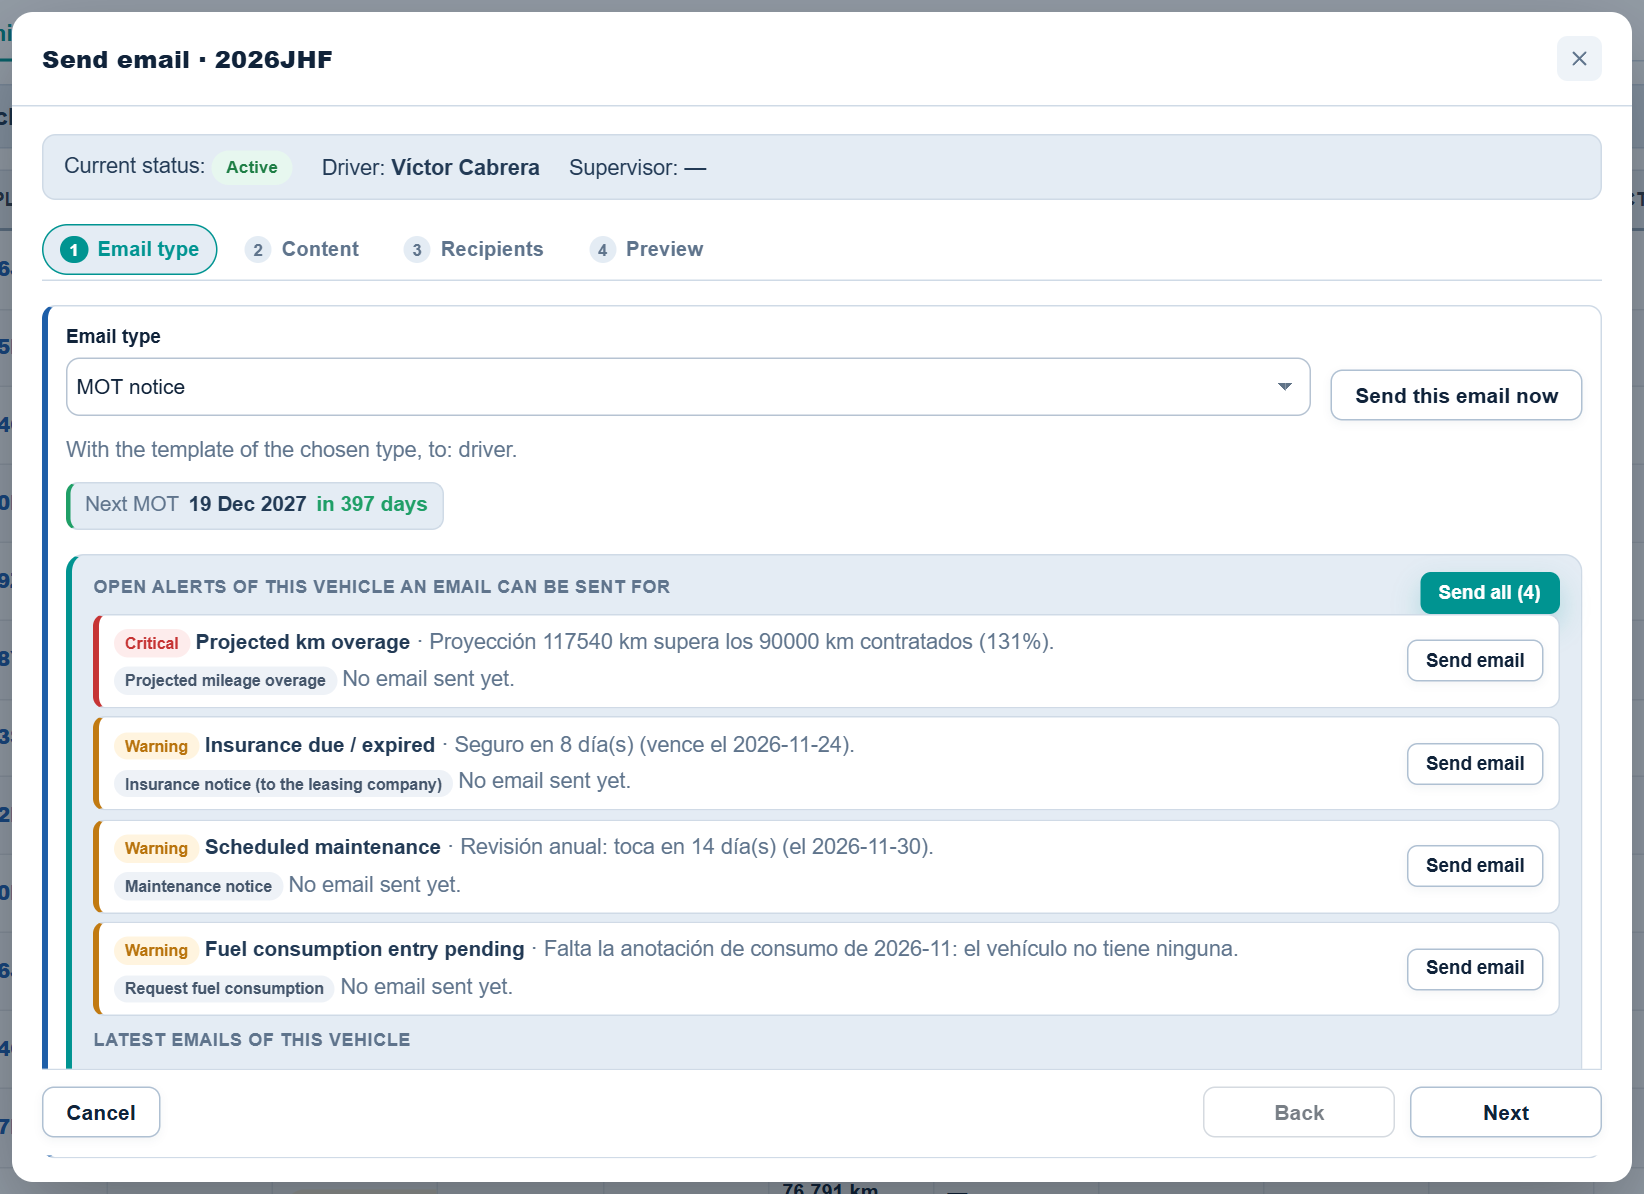 Send email · 2026JHF
Current status: Active Driver: Víctor Cabrera Supervisor: —
1 Email type 2 Content 3 Recipients 4 Preview
Email type
MOT notice
Send this email now
With the template of the chosen type, to: driver.
Next MOT 19 Dec 2027 in 397 days
OPEN ALERTS OF THIS VEHICLE AN EMAIL CAN BE SENT FOR
Send all (4)
Critical Projected km overage · Proyección 117540 km supera los 90000 km contratados (131%).
Projected mileage overage No email sent yet.
Send email
Warning Insurance due / expired · Seguro en 8 día(s) (vence el 2026-11-24).
Insurance notice (to the leasing company) No email sent yet.
Send email
Warning Scheduled maintenance · Revisión anual: toca en 14 día(s) (el 2026-11-30).
Maintenance notice No email sent yet.
Send email
Warning Fuel consumption entry pending · Falta la anotación de consumo de 2026-11: el vehículo no tiene ninguna.
Request fuel consumption No email sent yet.
Send email
LATEST EMAILS OF THIS VEHICLE
Cancel Back Next
76.791 km